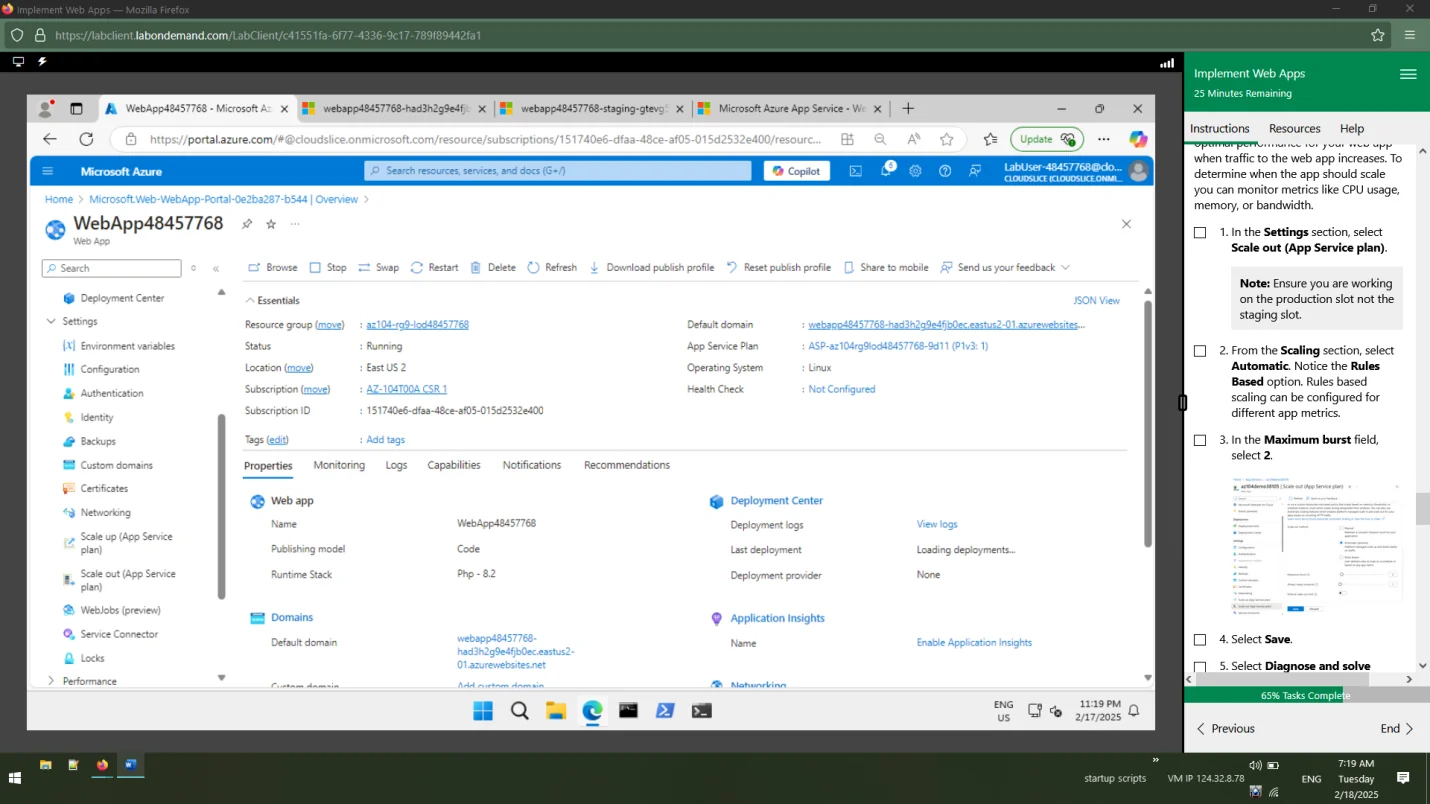 Implement Web Apps — Mozilla Firefox
https://labclient.labondemand.com/LabClient/c41551fa-6f77-4336-9c17-789f89442fa1
WebApp48457768 - Microsoft Az
webapp48457768-had3h2g9e4fjb
webapp48457768-staging-gtevg
Microsoft Azure App Service - We
https://portal.azure.com/#@cloudslice.onmicrosoft.com/resource/subscriptions/151740e6-dfaa-48ce-af05-015d2532e400/resourc...
Update
Microsoft Azure
Search resources, services, and docs (G+/)
Copilot
5
LabUser-48457768@do...
CLOUDSLICE (CLOUDSLICE.ONMI...
Home > Microsoft.Web-WebApp-Portal-0e2ba287-b544 | Overview >
WebApp48457768
Web App
Search
Browse Stop Swap Restart Delete Refresh Download publish profile Reset publish profile Share to mobile Send us your feedback
Deployment Center
Settings
Environment variables
Configuration
Authentication
Identity
Backups
Custom domains
Certificates
Networking
Scale up (App Service
plan)
Scale out (App Service
plan)
WebJobs (preview)
Service Connector
Locks
Performance
Essentials
JSON View
Resource group (move) : az104-rg9-lod48457768
Status : Running
Location (move) : East US 2
Subscription (move) : AZ-104T00A CSR 1
Subscription ID : 151740e6-dfaa-48ce-af05-015d2532e400
Default domain : webapp48457768-had3h2g9e4fjb0ec.eastus2-01.azurewebsites...
App Service Plan : ASP-az104rg9lod48457768-9d11 (P1v3: 1)
Operating System : Linux
Health Check : Not Configured
Tags (edit) : Add tags
Properties Monitoring Logs Capabilities Notifications Recommendations
Web app
Name WebApp48457768
Publishing model Code
Runtime Stack Php - 8.2
Domains
Default domain webapp48457768-
had3h2g9e4fjb0ec.eastus2-
01.azurewebsites.net
Custom domain Add custom domain
Deployment Center
Deployment logs View logs
Last deployment Loading deployments...
Deployment provider None
Application Insights
Name Enable Application Insights
Networking
ENG
US
11:19 PM
2/17/2025
Implement Web Apps
25 Minutes Remaining
Instructions Resources Help
optimal performance for your web app
when traffic to the web app increases. To
determine when the app should scale
you can monitor metrics like CPU usage,
memory, or bandwidth.
1. In the Settings section, select
Scale out (App Service plan).
Note: Ensure you are working
on the production slot not the
staging slot.
2. From the Scaling section, select
Automatic. Notice the Rules
Based option. Rules based
scaling can be configured for
different app metrics.
3. In the Maximum burst field,
select 2.
4. Select Save.
5. Select Diagnose and solve
65% Tasks Complete
Previous
End
startup scripts
VM IP 124.32.8.78
ENG
7:19 AM
Tuesday
2/18/2025